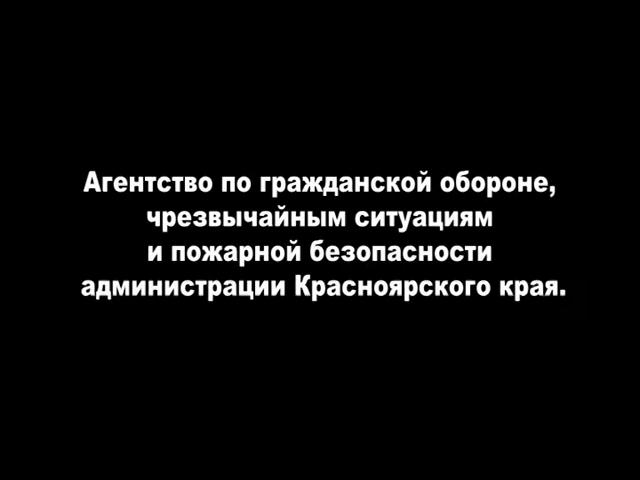 Агентство по гражданской обороне,
чрезвычайным ситуациям
и пожарной безопасности
администрации Красноярского края.